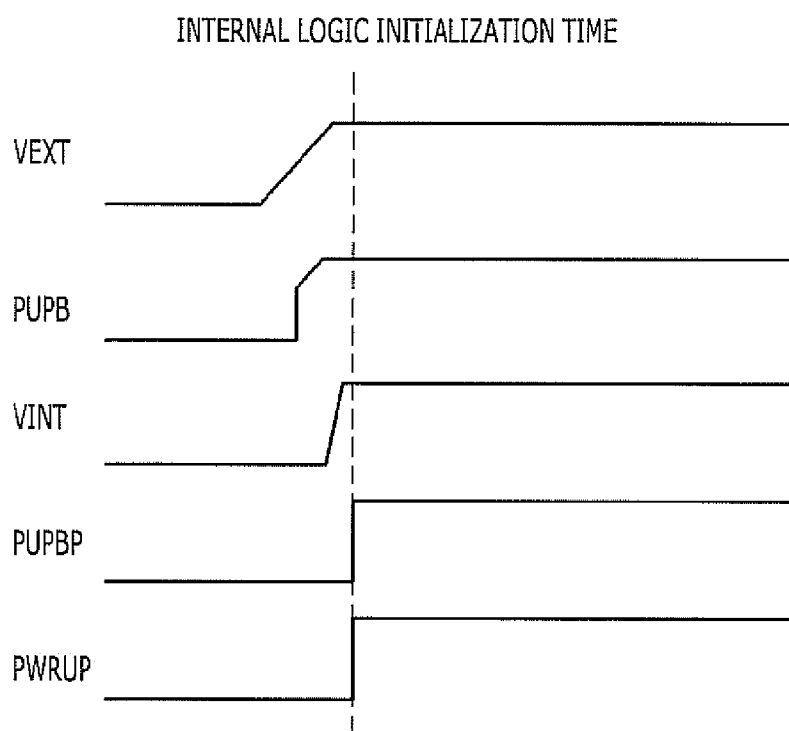 INTERNAL LOGIC INITIALIZATION TIME
VEXT
PUPB
VINT
PUPBP
PWRUP